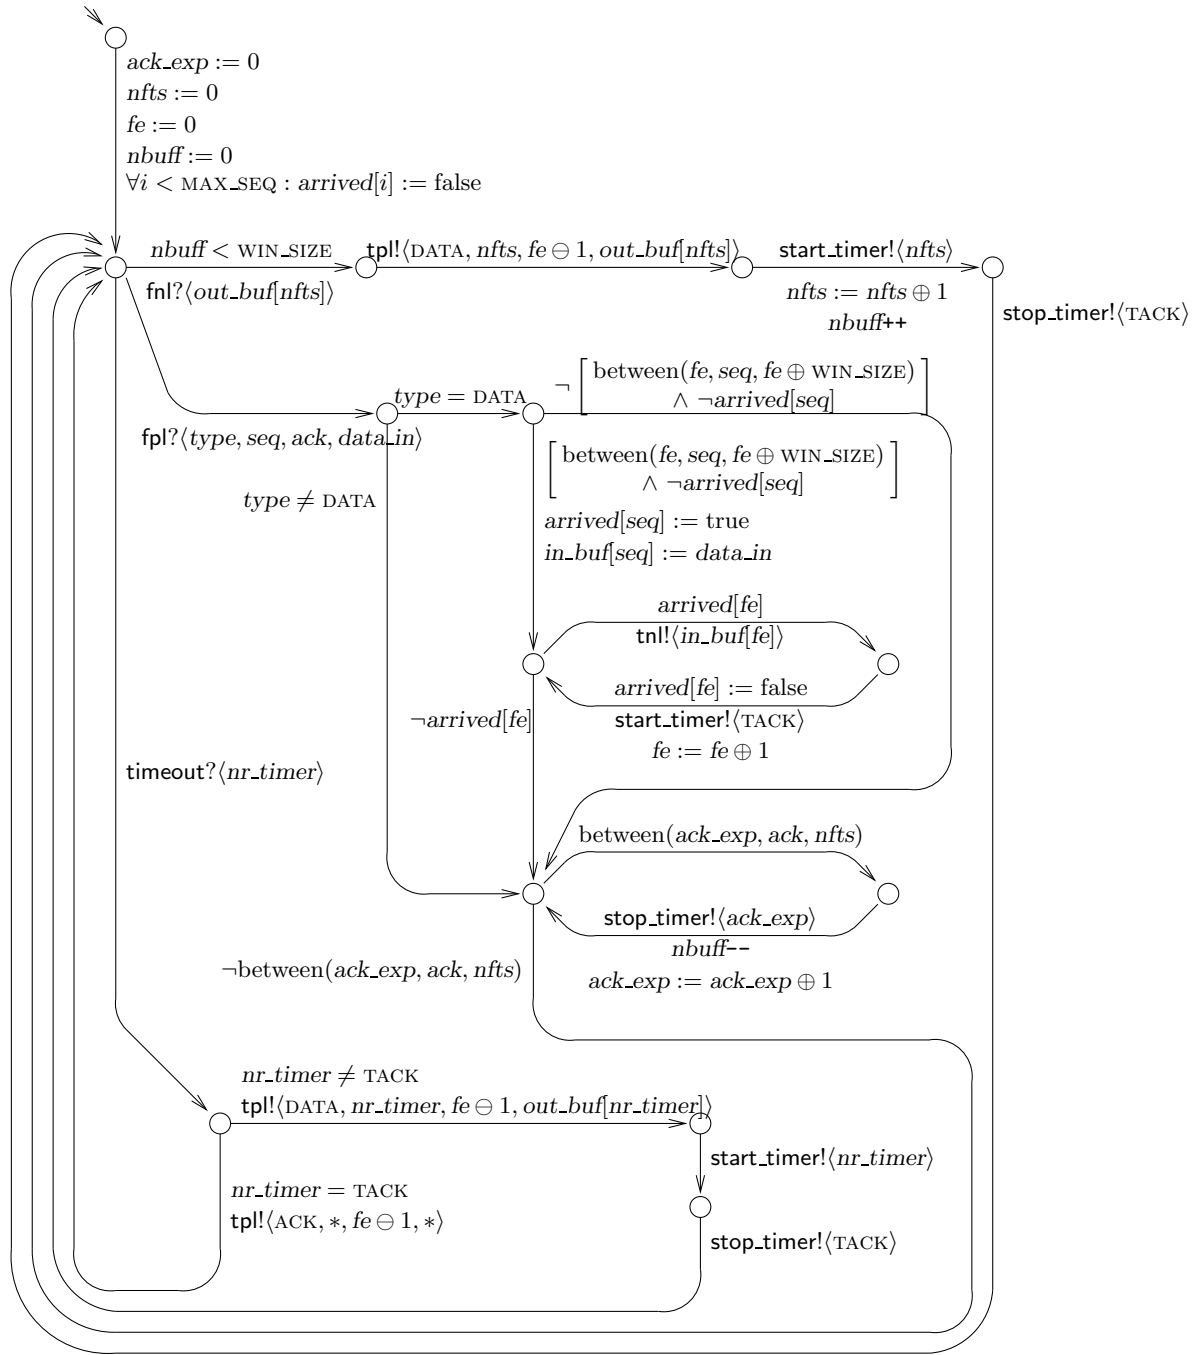 ack_exp := 0
nfts := 0
fe := 0
nbuff := 0
∀i < MAX_SEQ : arrived[i] := false
nbuff < WIN_SIZE
fnl?⟨out_buf[nfts]⟩
tpl!⟨DATA, nfts, fe ⊖ 1, out_buf[nfts]⟩
start_timer!⟨nfts⟩
nfts := nfts ⊕ 1
nbuff++
stop_timer!⟨TACK⟩
fpl?⟨type, seq, ack, data_in⟩
type = DATA
¬ [ between(fe, seq, fe ⊕ WIN_SIZE)
∧ ¬arrived[seq] ]
type ≠ DATA
[ between(fe, seq, fe ⊕ WIN_SIZE)
∧ ¬arrived[seq] ]
arrived[seq] := true
in_buf[seq] := data_in
arrived[fe]
tnl!⟨in_buf[fe]⟩
arrived[fe] := false
start_timer!⟨TACK⟩
fe := fe ⊕ 1
¬arrived[fe]
timeout?⟨nr_timer⟩
between(ack_exp, ack, nfts)
stop_timer!⟨ack_exp⟩
nbuff--
ack_exp := ack_exp ⊕ 1
¬between(ack_exp, ack, nfts)
nr_timer ≠ TACK
tpl!⟨DATA, nr_timer, fe ⊖ 1, out_buf[nr_timer]⟩
start_timer!⟨nr_timer⟩
nr_timer = TACK
tpl!⟨ACK, *, fe ⊖ 1, *⟩
stop_timer!⟨TACK⟩